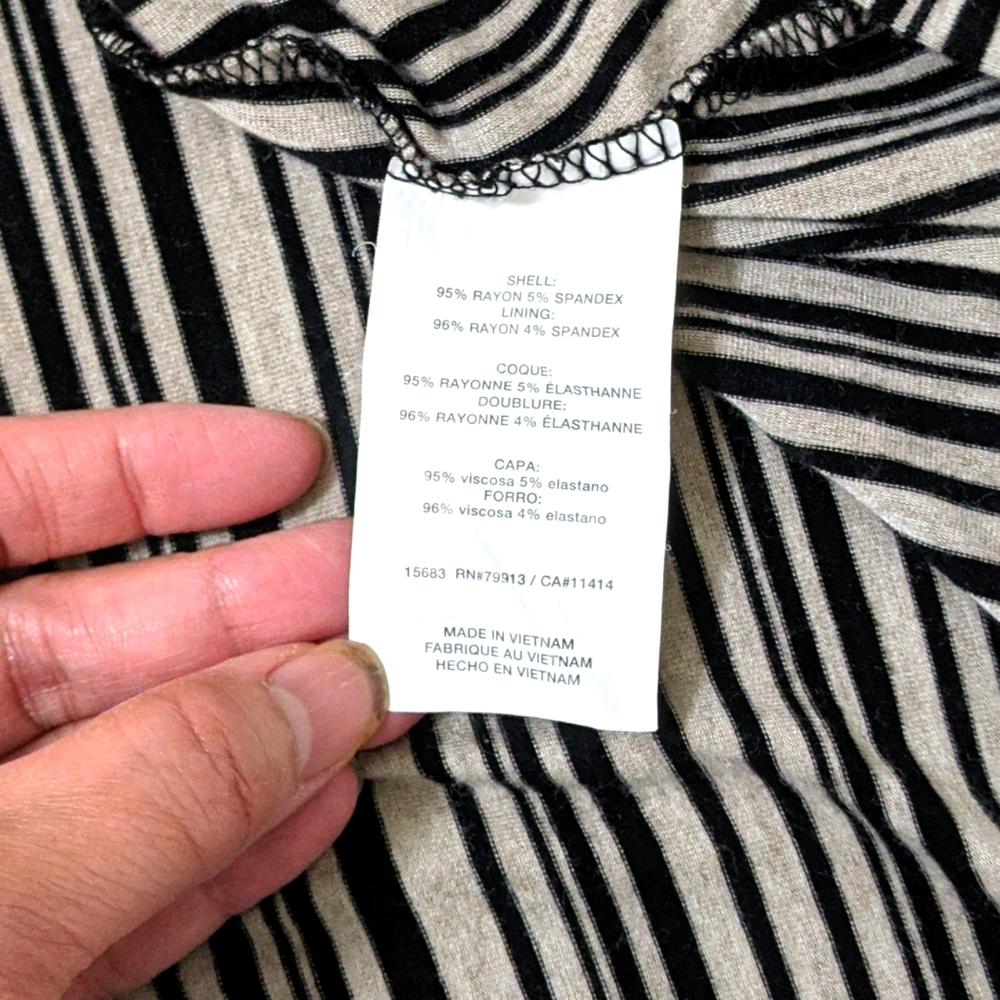 SHELL:
95% RAYON 5% SPANDEX
LINING:
96% RAYON 4% SPANDEX
COQUE:
95% RAYONNE 5% ÉLASTHANNE
DOUBLURE:
96% RAYONNE 4% ÉLASTHANNE
CAPA:
95% viscosa 5% elastano
FORRO:
96% viscosa 4% elastano
15683 RN#79913 / CA#11414
MADE IN VIETNAM
FABRIQUE AU VIETNAM
HECHO EN VIETNAM